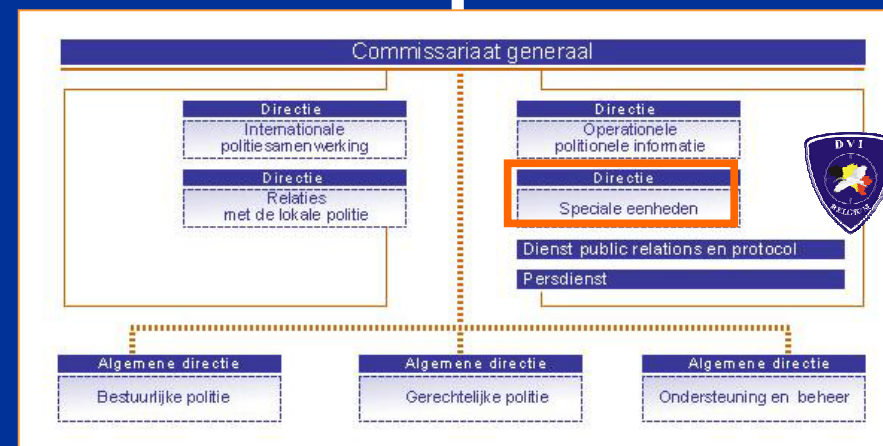 Commissariaat generaal
Directie
Internationale
politiesamenwerking
Directie
Relaties
met de lokale politie
Directie
Operationele
politionele informatie
Directie
Speciale eenheden
Dienst public relations en protocol
Persdienst
DVI
BELGIUM
Algemene directie
Bestuurlijke politie
Algemene directie
Gerechtelijke politie
Algemene directie
Ondersteuning en beheer